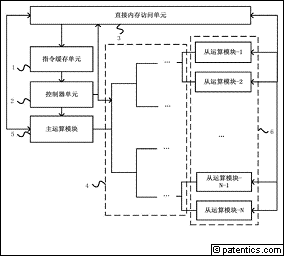 直接内存访问单元
3
指令缓存单元
1
从运算模块-1
控制器单元
2
从运算模块-2
主运算模块
5
...
...
...
6
...
...
4
从运算模块-
N-1
从运算模块-N
© patentics.com